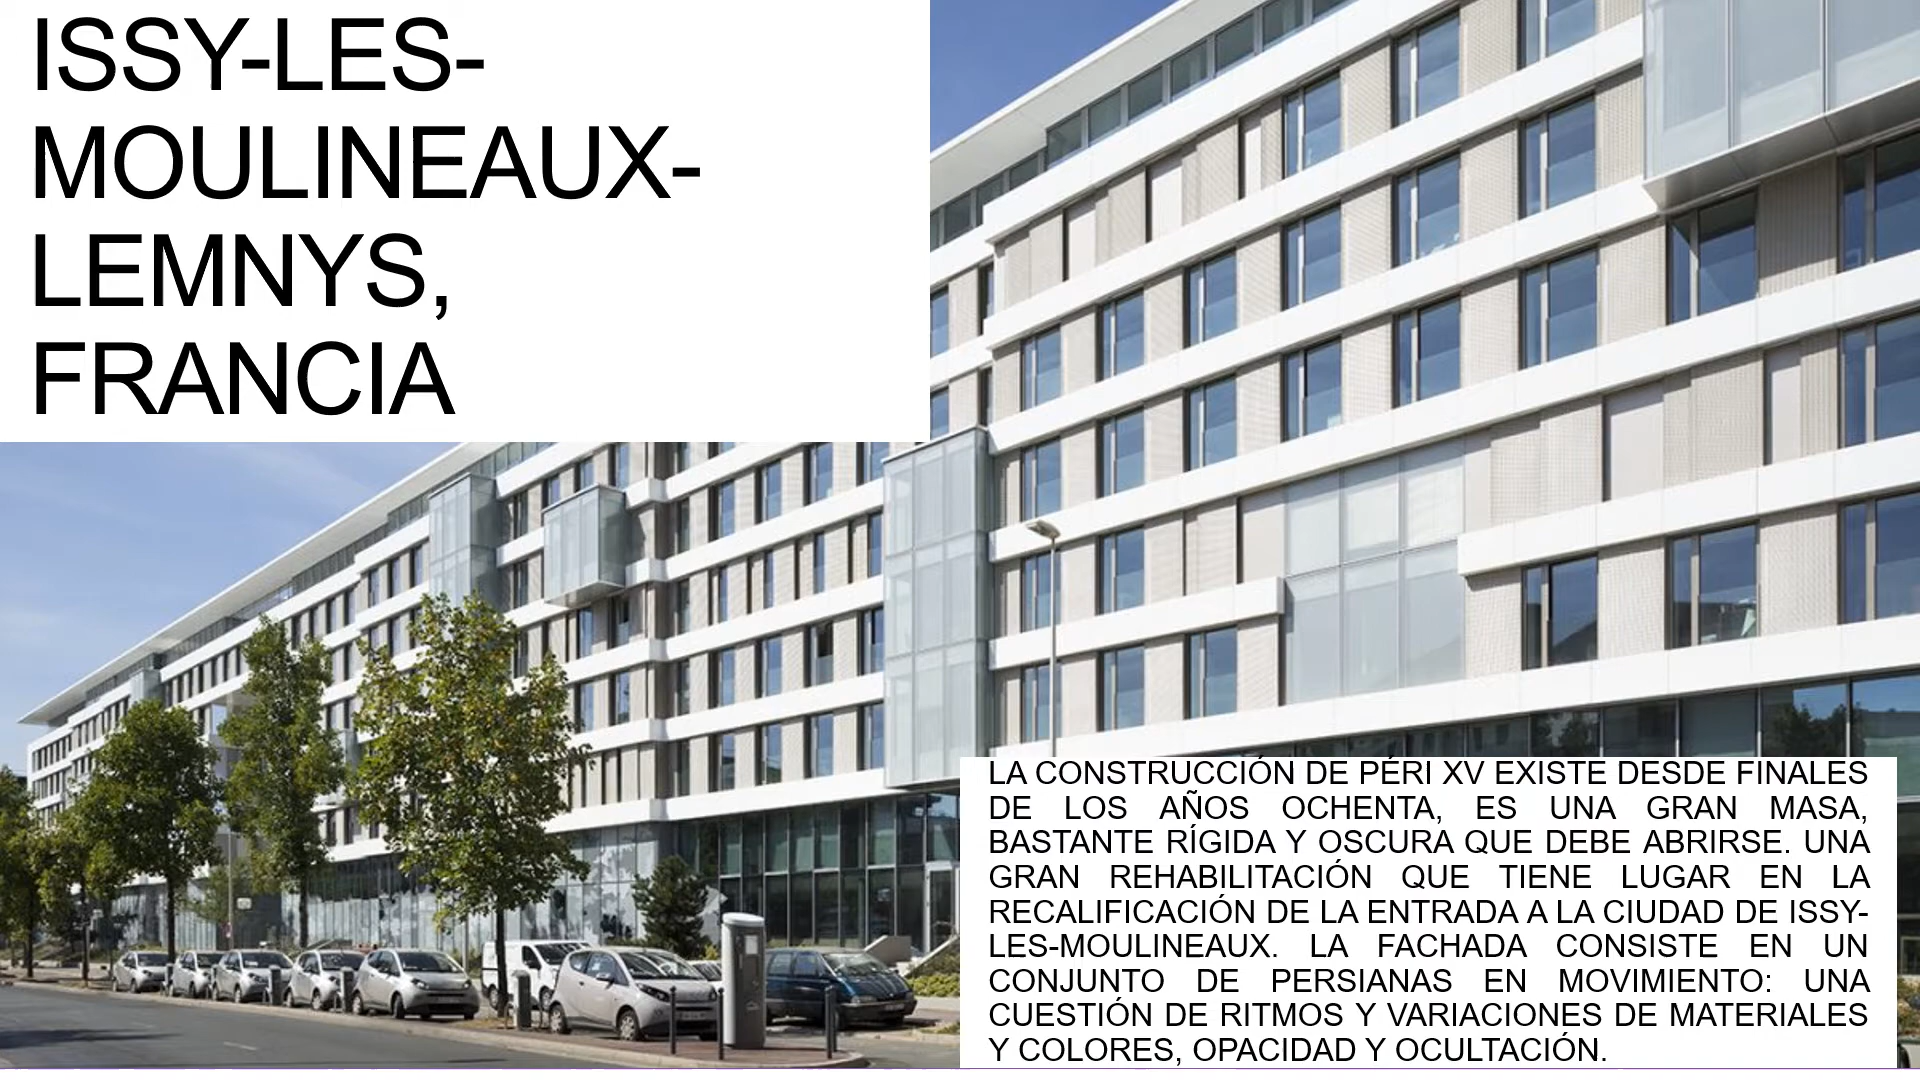 ISSY-LES-
MOULINEAUX-
LEMNYS,
FRANCIA
LA CONSTRUCCIÓN DE PÉRI XV EXISTE DESDE FINALES
DE LOS AÑOS OCHENTA, ES UNA GRAN MASA,
BASTANTE RÍGIDA Y OSCURA QUE DEBE ABRIRSE. UNA
GRAN REHABILITACIÓN QUE TIENE LUGAR EN LA
RECALIFICACIÓN DE LA ENTRADA A LA CIUDAD DE ISSY-
LES-MOULINEAUX. LA FACHADA CONSISTE EN UN
CONJUNTO DE PERSIANAS EN MOVIMIENTO: UNA
CUESTIÓN DE RITMOS Y VARIACIONES DE MATERIALES
Y COLORES, OPACIDAD Y OCULTACIÓN.